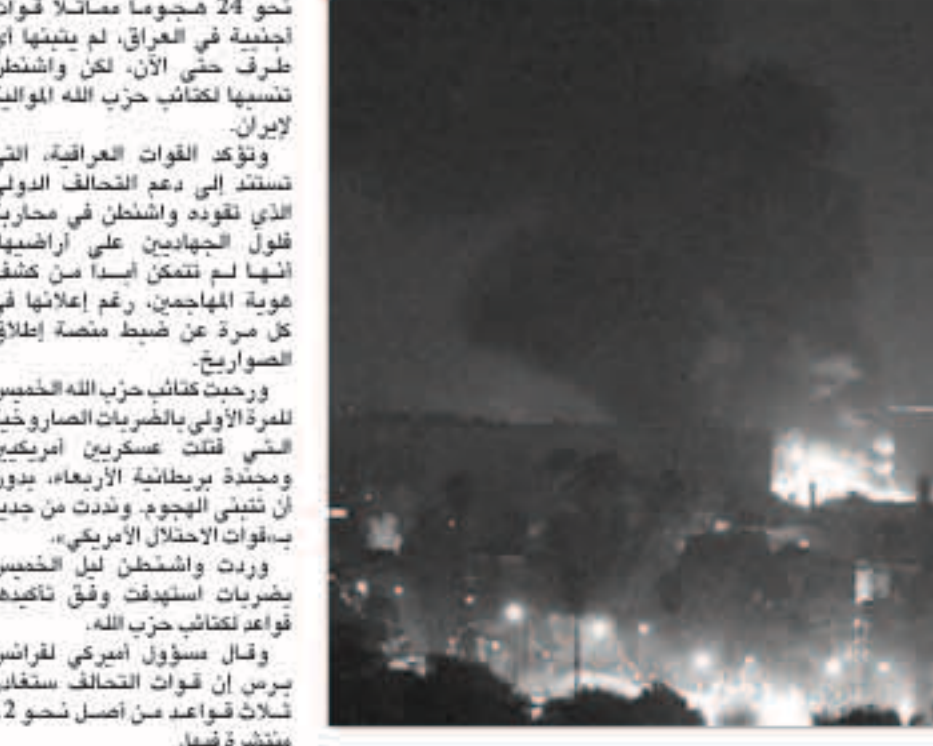 نحو 24 هجوما مماثلا قوات
أجنبية في العراق، لم يتبنها أي
طرف حتى الآن، لكن واشنطن
تنسبها لكتائب حزب الله الموالية
لإيران.
وتؤكد القوات العراقية، التي
تستند إلى دعم التحالف الدولي
الذي تقوده واشنطن في محاربة
فلول الجهاديين على أراضيها
أنها لم تتمكن أبدا من كشف
هوية المهاجمين، رغم إعلانها في
كل مرة عن ضبط منصة إطلاق
الصواريخ.
ورحبت كتائب حزب الله الخميس
للمرة الأولى بالضربات الصاروخية
التي قتلت عسكريين أمريكيين
ومجندة بريطانية الأربعاء، بدون
أن تتبنى الهجوم. ونددت من جديد
بـ«قوات الاحتلال الأمريكي».
وردت واشنطن ليل الخميس
بضربات استهدفت وفق تأكيدها
قواعد لكتائب حزب الله.
وقال مسؤول أميركي لفرانس
برس إن قوات التحالف ستغادر
ثلاث قواعد من أصل نحو
منتشرة فيها.